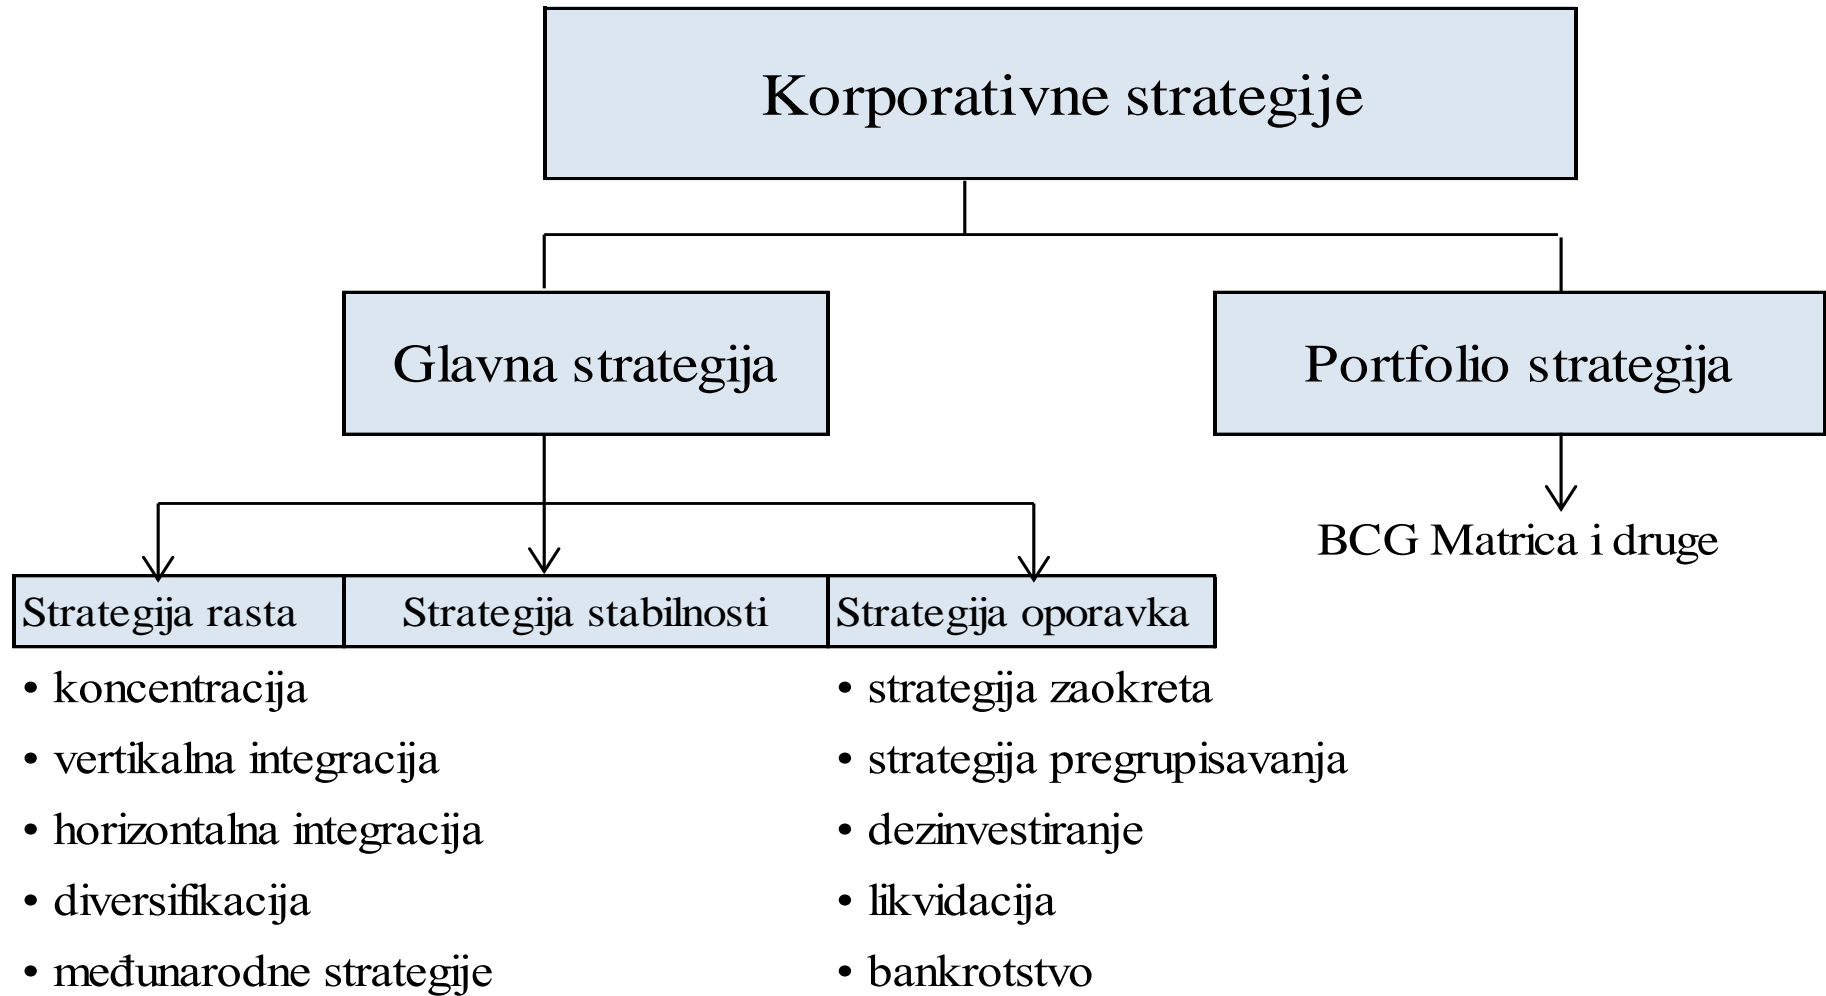 Korporativne strategije
Glavna strategija
Portfolio strategija
BCG Matrica i druge
Strategija rasta
Strategija stabilnosti
Strategija oporavka
• koncentracija
• vertikalna integracija
• horizontalna integracija
• diversifikacija
• međunarodne strategije
• strategija zaokreta
• strategija pregrupisavanja
• dezinvestiranje
• likvidacija
• bankrotstvo